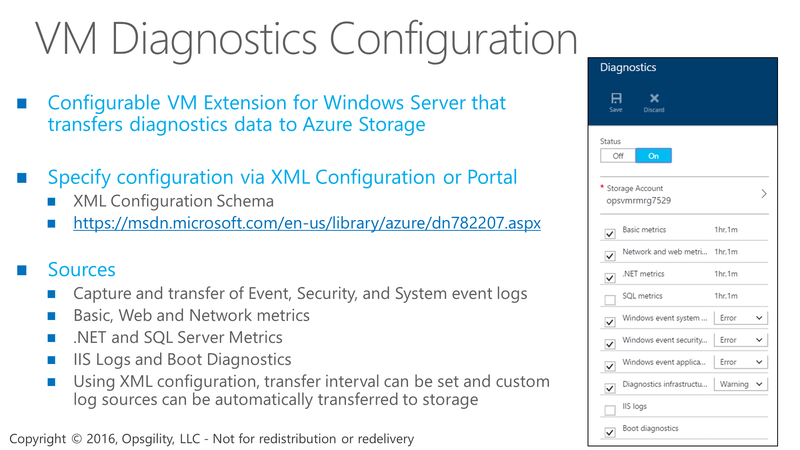 VM Diagnostics Configuration
Configurable VM Extension for Windows Server that
transfers diagnostics data to Azure Storage
Specify configuration via XML Configuration or Portal
XML Configuration Schema
https://msdn.microsoft.com/en-us/library/azure/dn782207.aspx
Sources
Capture and transfer of Event, Security, and System event logs
Basic, Web and Network metrics
.NET and SQL Server Metrics
IIS Logs and Boot Diagnostics
Using XML configuration, transfer interval can be set and custom
log sources can be automatically transferred to storage
Copyright © 2016, Opsgility, LLC - Not for redistribution or redelivery
Diagnostics
Save Discard
Status
Off On
* Storage Account
opsvmrmrg7529
Basic metrics 1hr.1m
Network and web metri... 1hr.1m
.NET metrics 1hr.1m
SQL metrics 1hr.1m
Windows event system ... Error
Windows event security... Error
Windows event applica... Error
Diagnostics infrastructu... Warning
IIS logs
Boot diagnostics